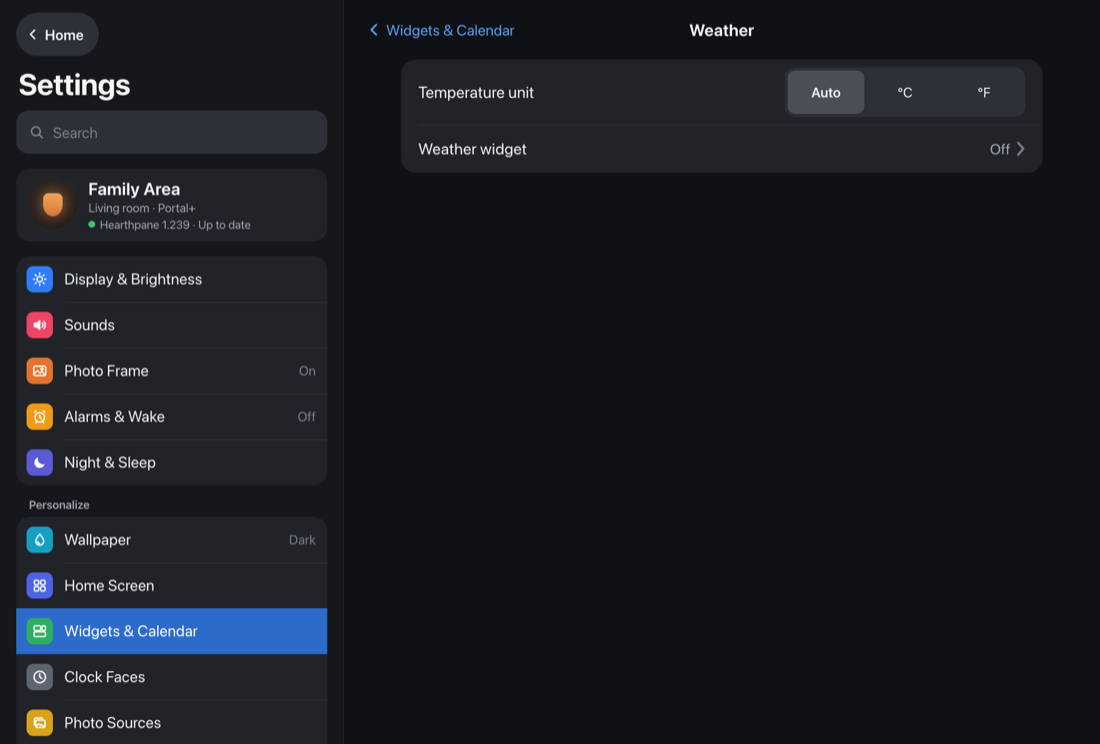 Home
Settings
Search
Family Area
Living room · Portal+
Hearthpane 1.239 · Up to date
Display & Brightness
Sounds
Photo Frame On
Alarms & Wake Off
Night & Sleep
Personalize
Wallpaper Dark
Home Screen
Widgets & Calendar
Clock Faces
Photo Sources
Widgets & Calendar
Weather
Temperature unit Auto °C °F
Weather widget Off